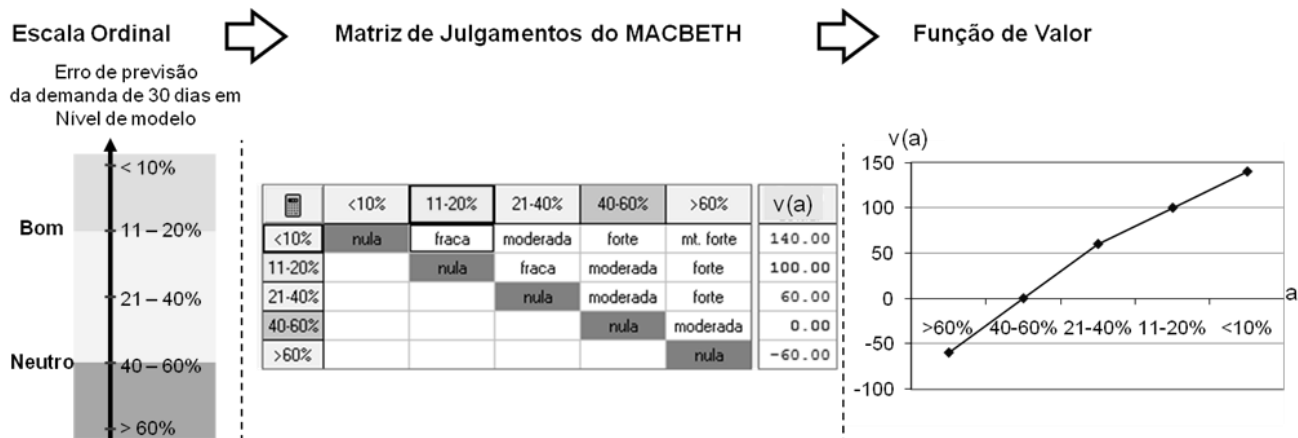 Escala Ordinal
Matriz de Julgamentos do MACBETH
Função de Valor
Erro de previsão
da demanda de 30 dias em
Nível de modelo
< 10%
Bom
11 – 20%
21 – 40%
Neutro
40 – 60%
> 60%
<10% 11-20% 21-40% 40-60% >60% v(a)
<10% nula fraca moderada forte mt. forte 140.00
11-20% nula fraca moderada forte 100.00
21-40% nula moderada forte 60.00
40-60% nula moderada 0.00
>60% nula -60.00
v(a)
150
100
50
0
a
>60% 40-60% 21-40% 11-20% <10%
-50
-100